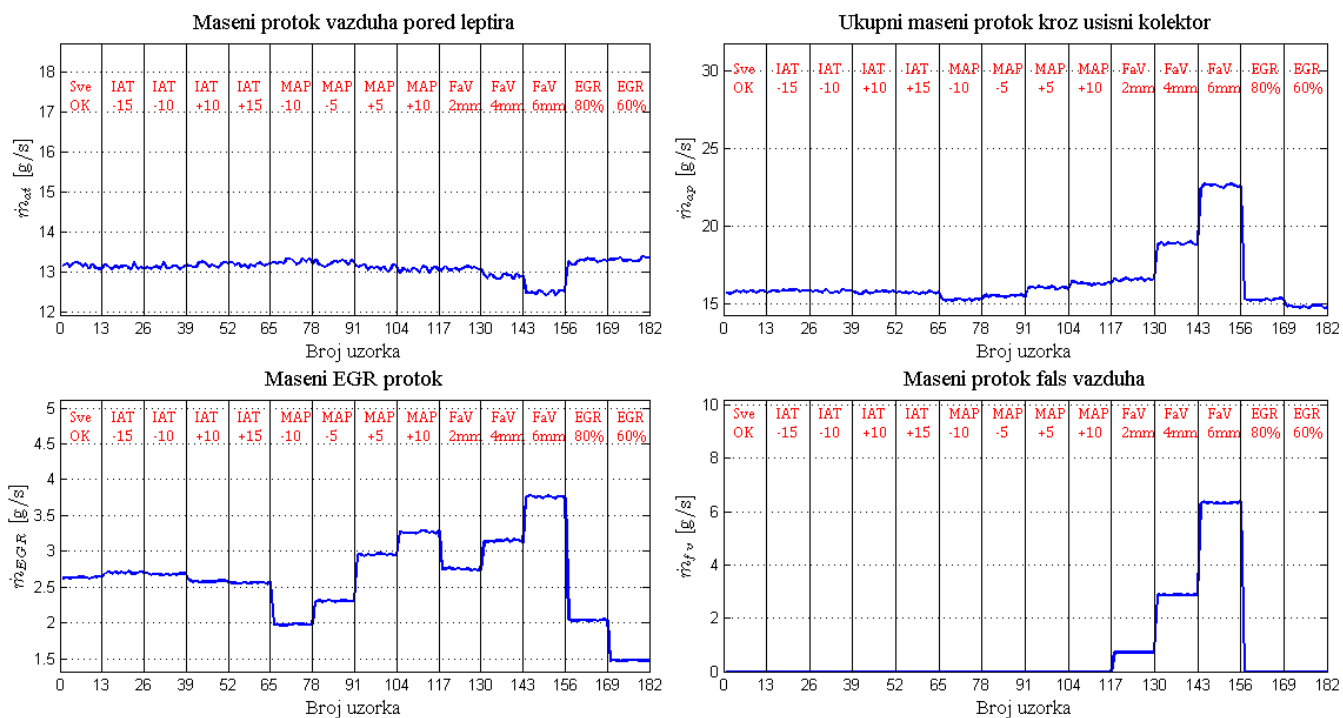 Maseni protok vazduha pored leptira
18
17
16
15
14
13
12
ṁat [g/s]
Sve IAT IAT IAT IAT MAP MAP MAP MAP FaV FaV FaV EGR EGR
OK -15 -10 +10 +15 -10 -5 +5 +10 2mm 4mm 6mm 80% 60%
0 13 26 39 52 65 78 91 104 117 130 143 156 169 182
Broj uzorka
Ukupni maseni protok kroz usisni kolektor
30
25
20
15
ṁap [g/s]
Sve IAT IAT IAT IAT MAP MAP MAP MAP FaV FaV FaV EGR EGR
OK -15 -10 +10 +15 -10 -5 +5 +10 2mm 4mm 6mm 80% 60%
0 13 26 39 52 65 78 91 104 117 130 143 156 169 182
Broj uzorka
Maseni EGR protok
5
4.5
4
3.5
3
2.5
2
1.5
ṁEGR [g/s]
Sve IAT IAT IAT IAT MAP MAP MAP MAP FaV FaV FaV EGR EGR
OK -15 -10 +10 +15 -10 -5 +5 +10 2mm 4mm 6mm 80% 60%
0 13 26 39 52 65 78 91 104 117 130 143 156 169 182
Broj uzorka
Maseni protok fals vazduha
10
8
6
4
2
0
ṁfv [g/s]
Sve IAT IAT IAT IAT MAP MAP MAP MAP FaV FaV FaV EGR EGR
OK -15 -10 +10 +15 -10 -5 +5 +10 2mm 4mm 6mm 80% 60%
0 13 26 39 52 65 78 91 104 117 130 143 156 169 182
Broj uzorka